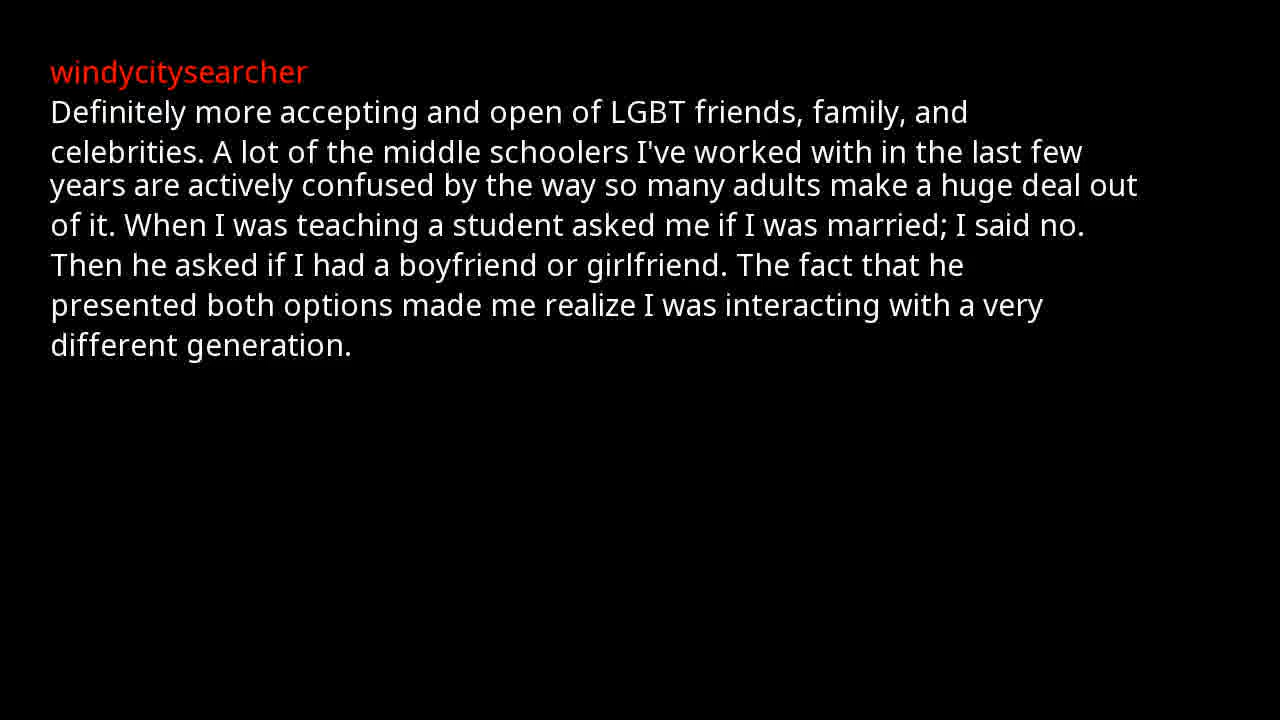 windycitysearcher
Definitely more accepting and open of LGBT friends, family, and
celebrities. A lot of the middle schoolers I've worked with in the last few
years are actively confused by the way so many adults make a huge deal out
of it. When I was teaching a student asked me if I was married; I said no.
Then he asked if I had a boyfriend or girlfriend. The fact that he
presented both options made me realize I was interacting with a very
different generation.